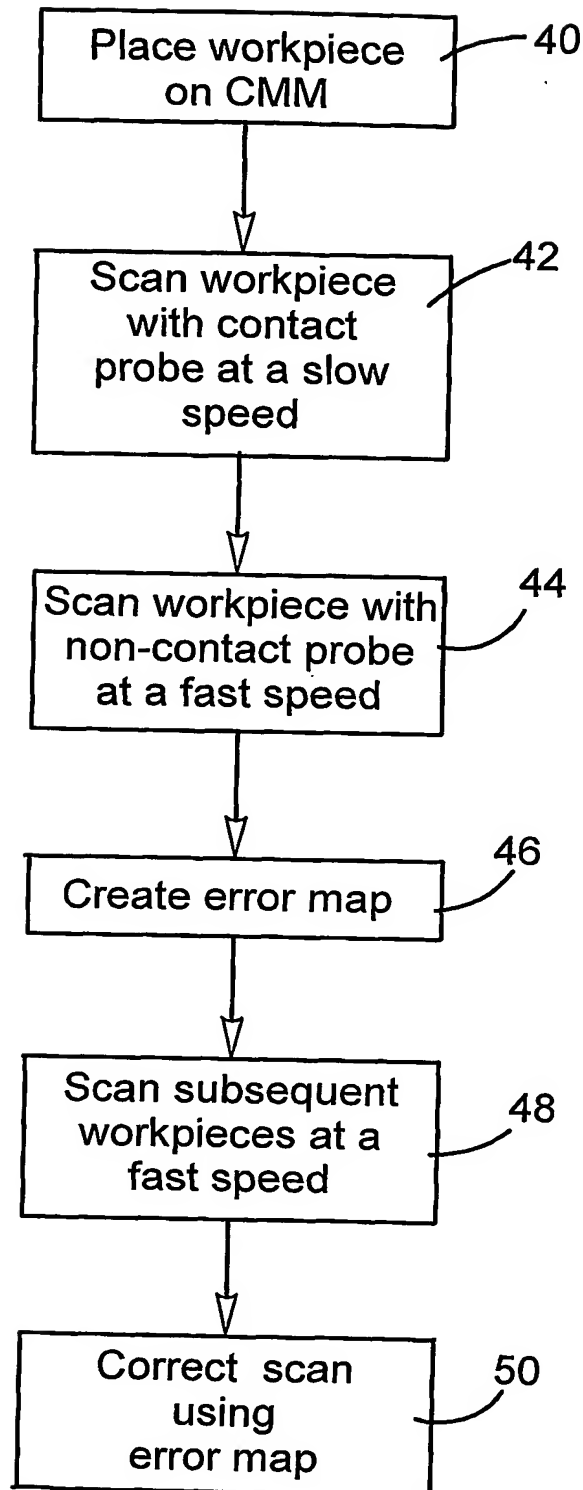 Place workpiece
on CMM
40
Scan workpiece
with contact
probe at a slow
speed
42
Scan workpiece with
non-contact probe
at a fast speed
44
Create error map
46
Scan subsequent
workpieces at a
fast speed
48
Correct scan
using
error map
50